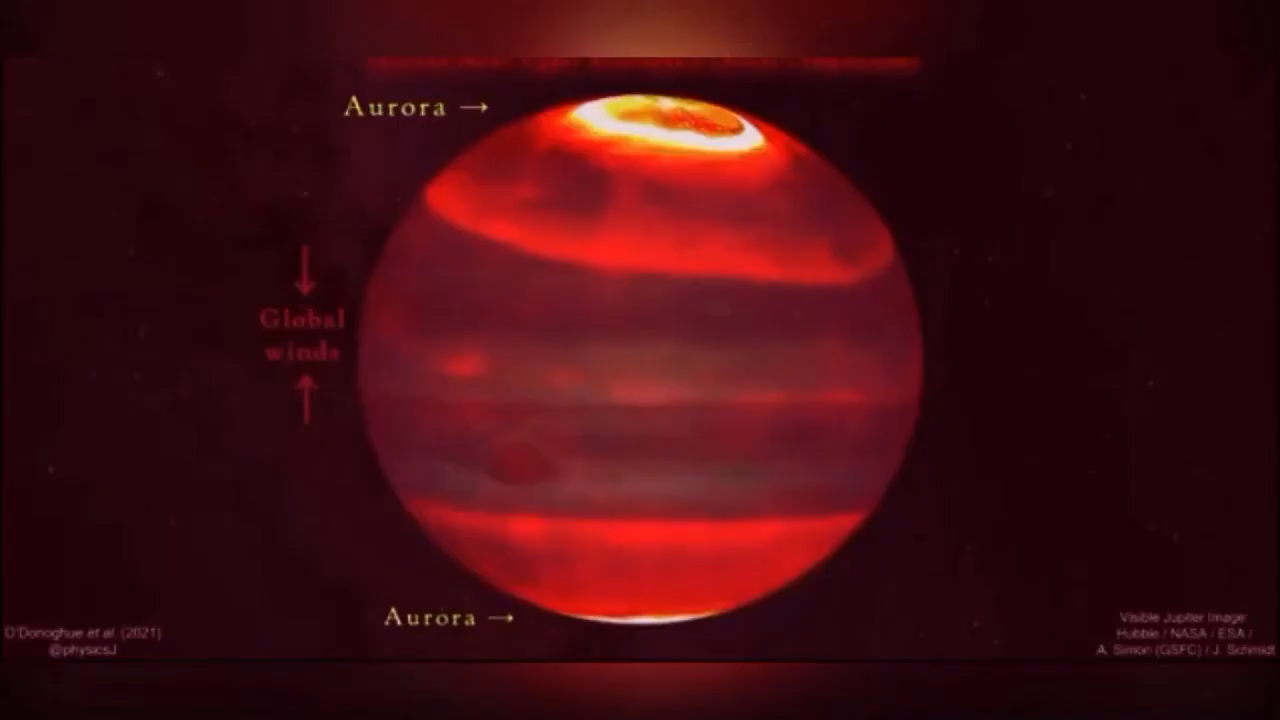 Aurora →
Global
winds
Aurora →
O'Donoghue et al. (2021)
@physicsJ
Visible Jupiter Image:
Hubble / NASA / ESA /
A. Simon (GSFC) / J. Schmidt